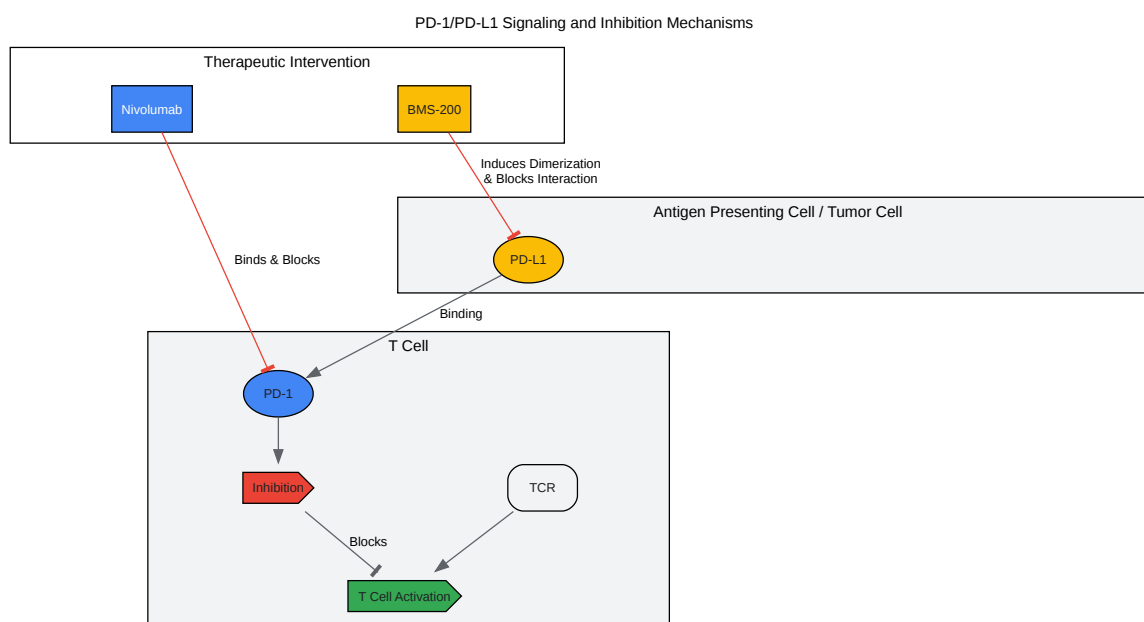 PD-1/PD-L1 Signaling and Inhibition Mechanisms
Therapeutic Intervention
Nivolumab
BMS-200
Induces Dimerization
& Blocks Interaction
Antigen Presenting Cell / Tumor Cell
PD-L1
Binds & Blocks
Binding
T Cell
PD-1
Inhibition
TCR
Blocks
T Cell Activation